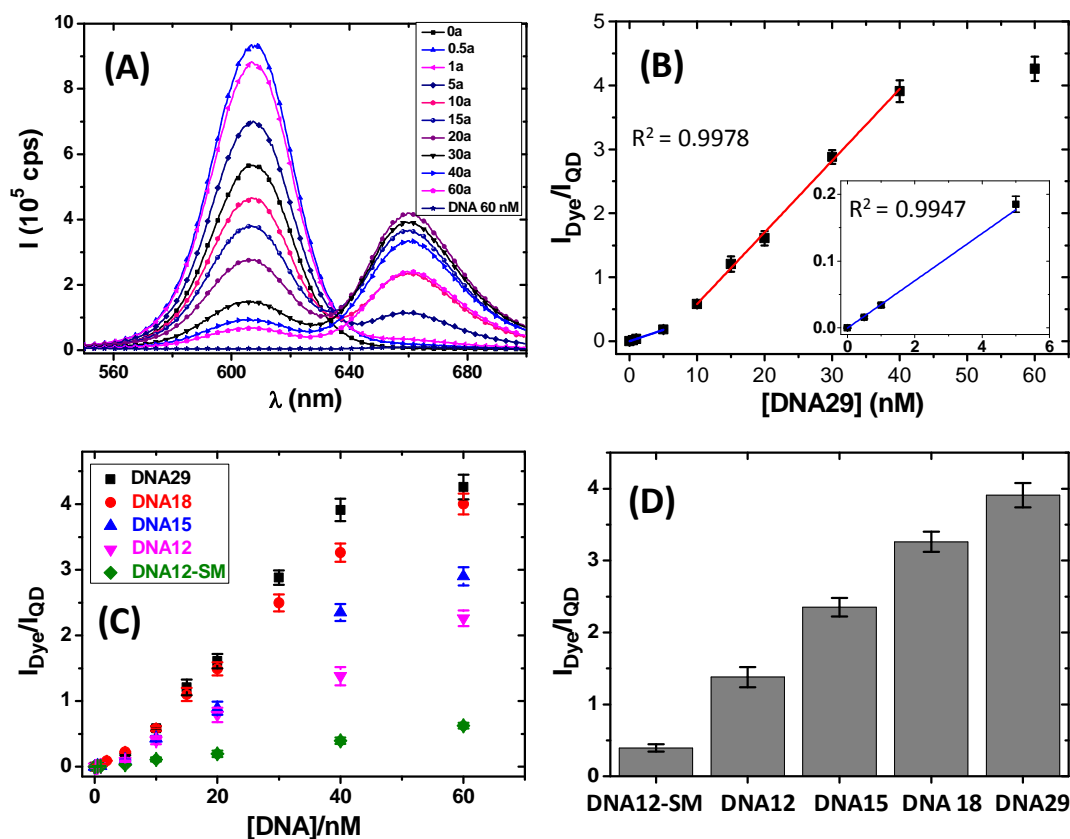 (A)
0a
0.5a
1a
5a
10a
15a
20a
30a
40a
60a
DNA 60 nM
I (10^5 cps)
10
8
6
4
2
0
560 600 640 680
λ (nm)
(B)
R² = 0.9978
I_Dye/I_QD
5
4
3
2
1
0
0 10 20 30 40 50 60
[DNA29] (nM)
R² = 0.9947
0.2
0.1
0.0
0 2 4 6
(C)
DNA29
DNA18
DNA15
DNA12
DNA12-SM
I_Dye/I_QD
4
3
2
1
0
0 20 40 60
[DNA]/nM
(D)
I_Dye/I_QD
4
3
2
1
0
DNA12-SM DNA12 DNA15 DNA 18 DNA29